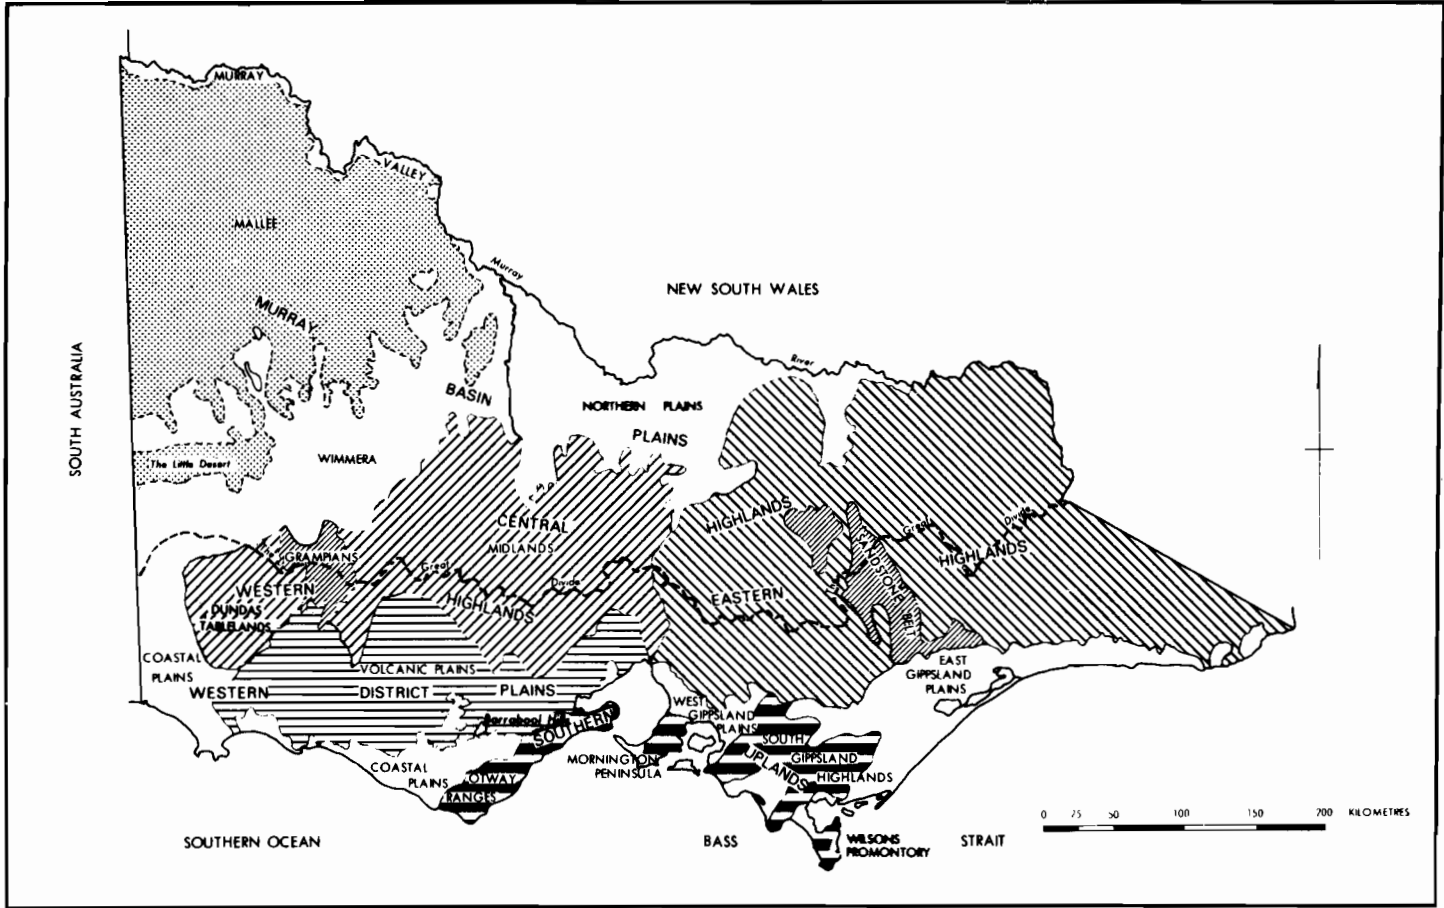 MURRAY
VALLEY
MALLEE
Murray
NEW SOUTH WALES
MURRAY
River
SOUTH AUSTRALIA
BASIN
NORTHERN PLAINS
PLAINS
The Little Desert
WIMMERA
CENTRAL
MIDLANDS
HIGHLANDS
Great
Divide
SANDSTONE BELT
HIGHLANDS
GRAMPIANS
Great
Divide
WESTERN
HIGHLANDS
EASTERN
DUNDAS
TABLELANDS
COASTAL
PLAINS
VOLCANIC PLAINS
EAST
GIPPSLAND
PLAINS
WESTERN
DISTRICT
PLAINS
WEST
GIPPSLAND
PLAINS
Barrabool Hills
SOUTHERN
SOUTH
GIPPSLAND
HIGHLANDS
UPLANDS
MORNINGTON
PENINSULA
COASTAL
PLAINS
OTWAY
RANGES
0 25 50 100 150 200 KILOMETRES
SOUTHERN OCEAN
BASS
STRAIT
WILSONS
PROMONTORY